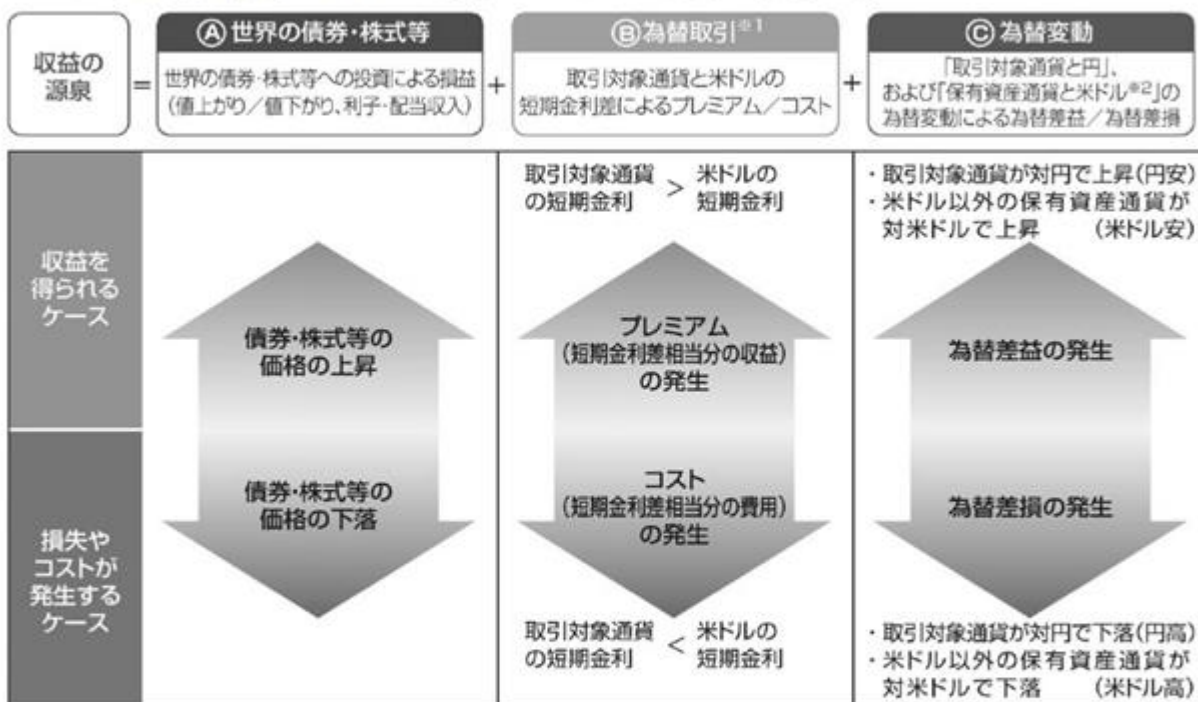 収益の
源泉
=
Ⓐ世界の債券・株式等
世界の債券・株式等への投資による損益
(値上がり/値下がり、利子・配当収入)
+
Ⓑ為替取引※1
取引対象通貨と米ドルの
短期金利差によるプレミアム/コスト
+
Ⓒ為替変動
「取引対象通貨と円」、
および「保有資産通貨と米ドル※2」の
為替変動による為替差益/為替差損
収益を
得られる
ケース
債券・株式等の
価格の上昇
取引対象通貨
の短期金利
>
米ドルの
短期金利
プレミアム
(短期金利差相当分の収益)
の発生
・取引対象通貨が対円で上昇(円安)
・米ドル以外の保有資産通貨が
対米ドルで上昇 (米ドル安)
為替差益の発生
損失や
コストが
発生する
ケース
債券・株式等の
価格の下落
コスト
(短期金利差相当分の費用)
の発生
取引対象通貨
の短期金利
<
米ドルの
短期金利
為替差損の発生
・取引対象通貨が対円で下落(円高)
・米ドル以外の保有資産通貨が
対米ドルで下落 (米ドル高)